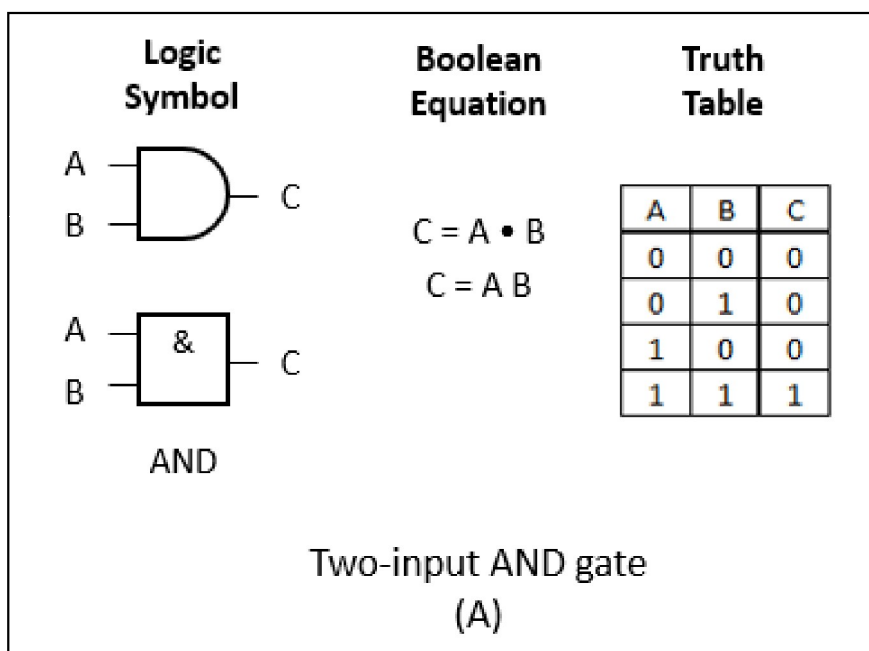 Logic
Symbol
Boolean
Equation
Truth
Table
A
B
C
A
B
&
C
AND
C = A • B
C = A B
A B C
0 0 0
0 1 0
1 0 0
1 1 1
Two-input AND gate
(A)